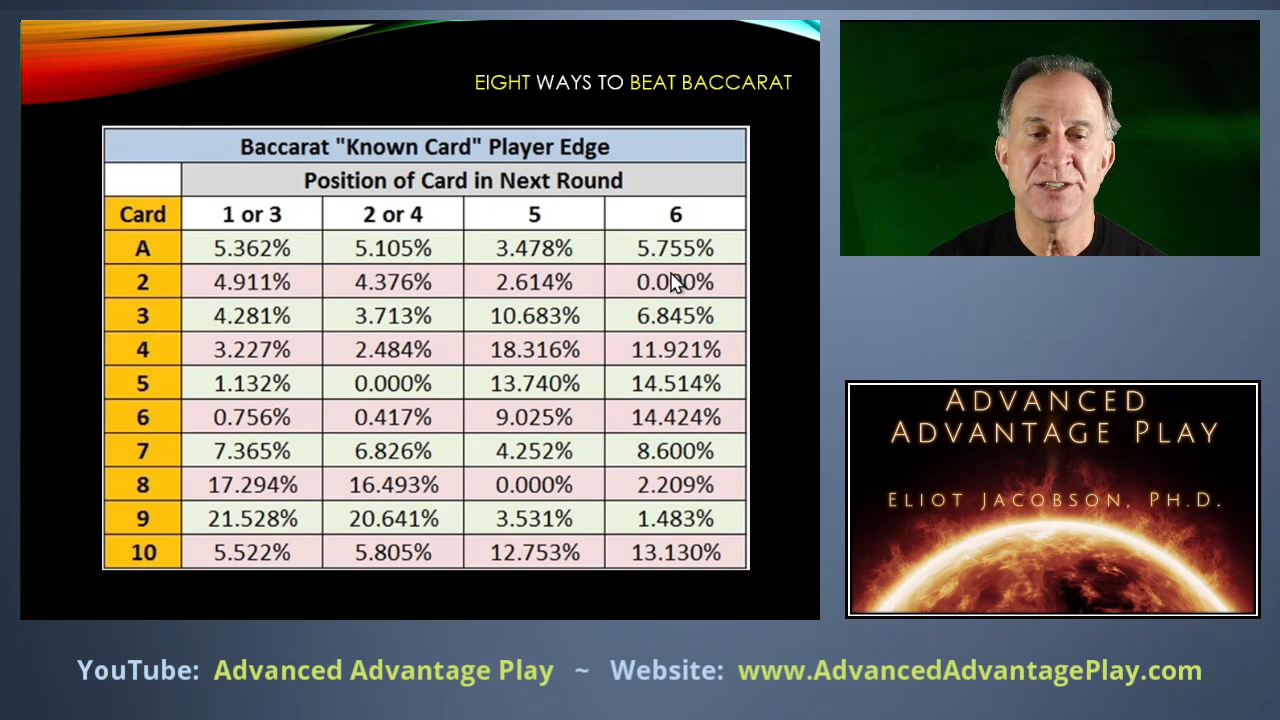 EIGHT WAYS TO BEAT BACCARAT
Baccarat "Known Card" Player Edge
Position of Card in Next Round
Card 1 or 3 2 or 4 5 6
A 5.362% 5.105% 3.478% 5.755%
2 4.911% 4.376% 2.614% 0.000%
3 4.281% 3.713% 10.683% 6.845%
4 3.227% 2.484% 18.316% 11.921%
5 1.132% 0.000% 13.740% 14.514%
6 0.756% 0.417% 9.025% 14.424%
7 7.365% 6.826% 4.252% 8.600%
8 17.294% 16.493% 0.000% 2.209%
9 21.528% 20.641% 3.531% 1.483%
10 5.522% 5.805% 12.753% 13.130%
ADVANCED
ADVANTAGE PLAY
ELIOT JACOBSON, PH.D.
YouTube: Advanced Advantage Play ~ Website: www.AdvancedAdvantagePlay.com